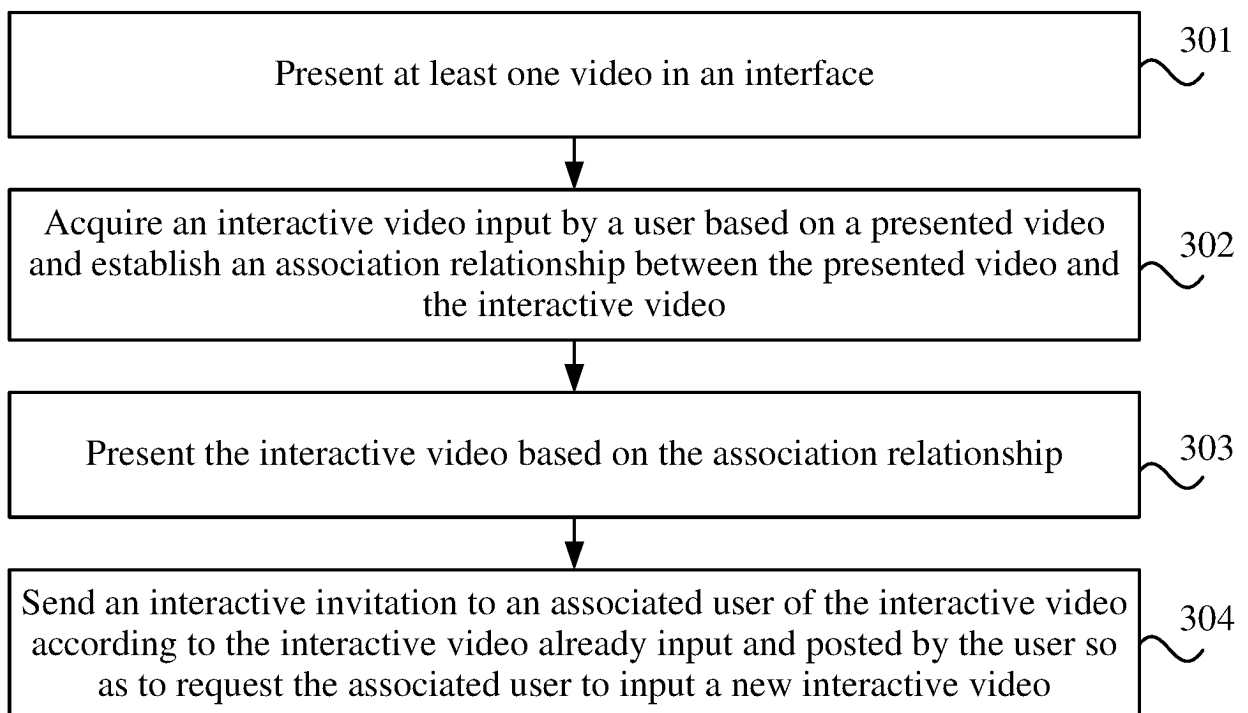 Present at least one video in an interface
301
Acquire an interactive video input by a user based on a presented video
and establish an association relationship between the presented video and
the interactive video
302
Present the interactive video based on the association relationship
303
Send an interactive invitation to an associated user of the interactive video
according to the interactive video already input and posted by the user so
as to request the associated user to input a new interactive video
304